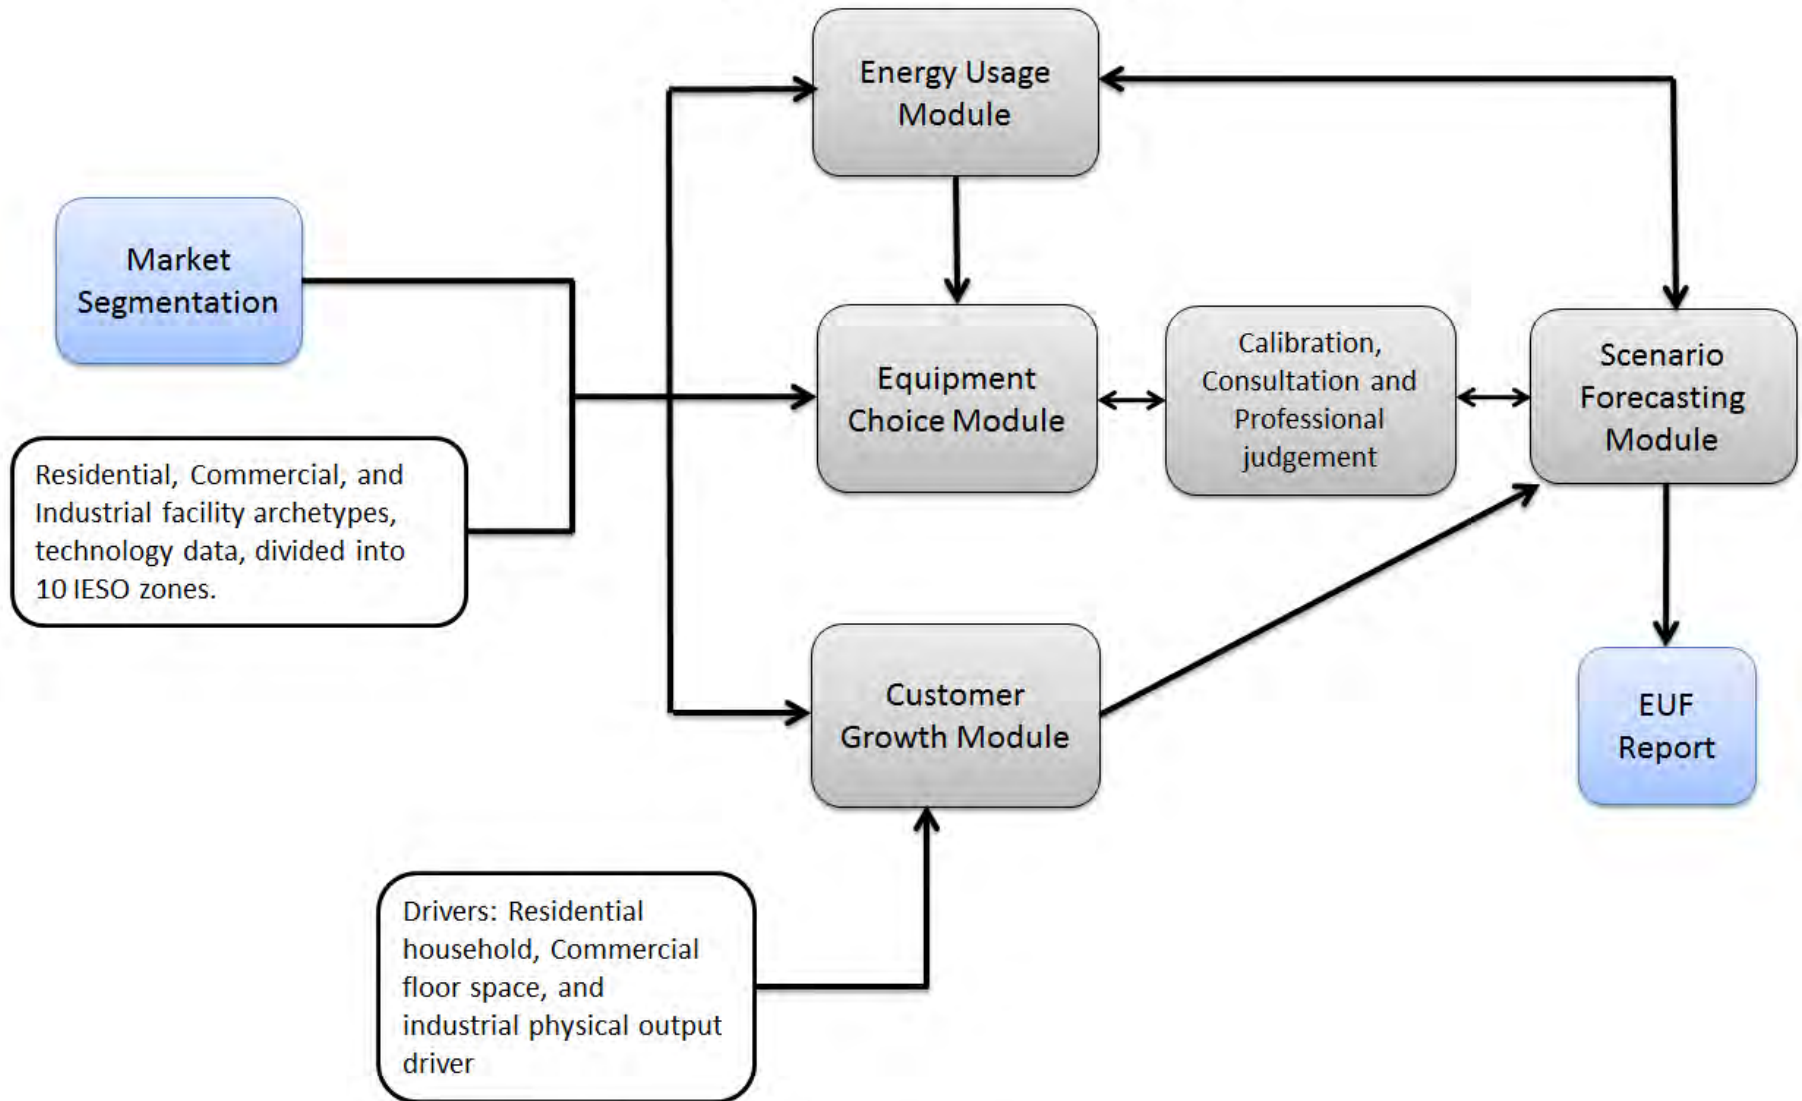 Energy Usage
Module
Market
Segmentation
Equipment
Choice Module
Calibration,
Consultation and
Professional
judgement
Scenario
Forecasting
Module
Residential, Commercial, and
Industrial facility archetypes,
technology data, divided into
10 IESO zones.
Customer
Growth Module
EUF
Report
Drivers: Residential
household, Commercial
floor space, and
industrial physical output
driver